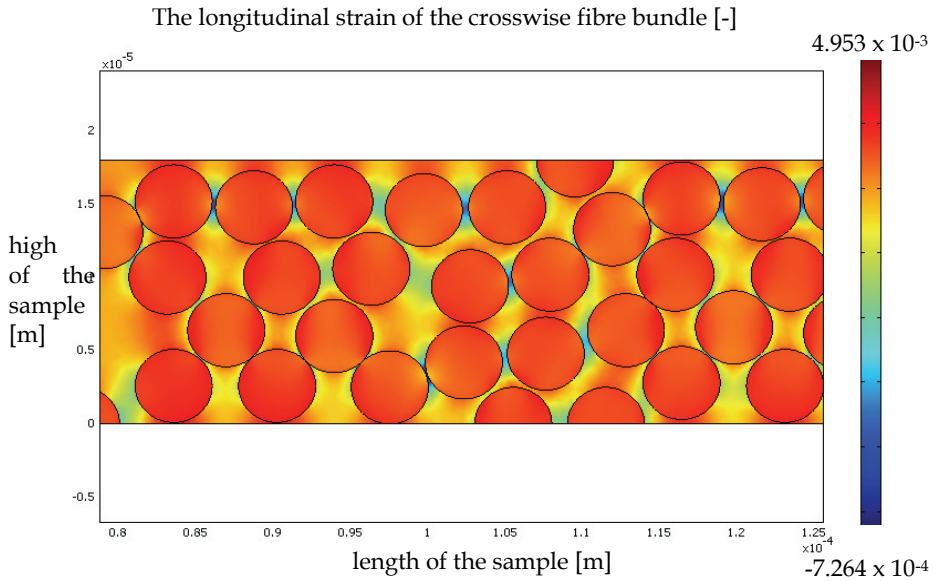 The longitudinal strain of the crosswise fibre bundle [-]
4.953 x 10-3
x10-5
2
1.5
high
of the
sample
[m]
1
0.5
0
-0.5
0.8 0.85 0.9 0.95 1 1.05 1.1 1.15 1.2 1.25
x10-4
length of the sample [m]
-7.264 x 10-4